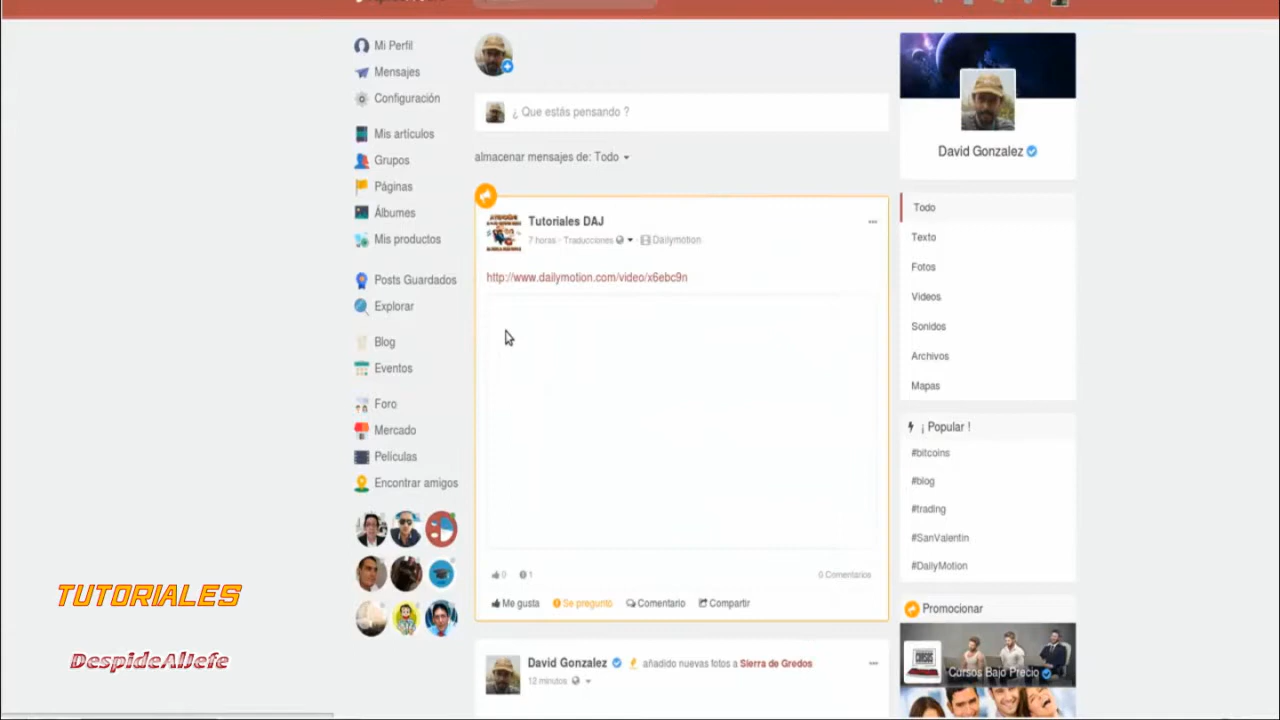 Mi Perfil
Mensajes
Configuración
Mis artículos
Grupos
Páginas
Álbumes
Mis productos
Posts Guardados
Explorar
Blog
Eventos
Foro
Mercado
Películas
Encontrar amigos
TUTORIALES
DespideAlJefe
¿ Que estás pensando ?
almacenar mensajes de: Todo
Tutoriales DAJ
7 horas · Traducciones
Dailymotion
http://www.dailymotion.com/video/x6ebc9n
0
1
0 Comentarios
Me gusta
Se preguntó
Comentario
Compartir
David Gonzalez añadido nuevas fotos a Sierra de Gredos
12 minutos
David Gonzalez
Todo
Texto
Fotos
Videos
Sonidos
Archivos
Mapas
¡ Popular !
#bitcoins
#blog
#trading
#SanValentin
#DailyMotion
Promocionar
CURSOS
Cursos Bajo Precio